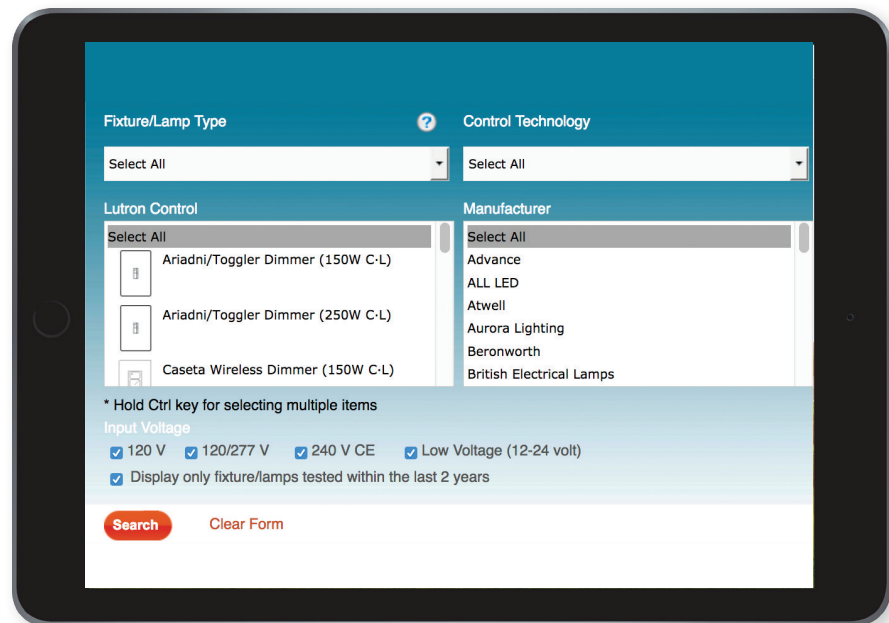 Fixture/Lamp Type
?
Control Technology
Select All
Select All
Lutron Control
Manufacturer
Select All
Ariadni/Toggler Dimmer (150W C·L)
Ariadni/Toggler Dimmer (250W C·L)
Caseta Wireless Dimmer (150W C·L)
Select All
Advance
ALL LED
Atwell
Aurora Lighting
Beronworth
British Electrical Lamps
* Hold Ctrl key for selecting multiple items
Input Voltage
120 V 120/277 V 240 V CE Low Voltage (12-24 volt)
Display only fixture/lamps tested within the last 2 years
Search
Clear Form